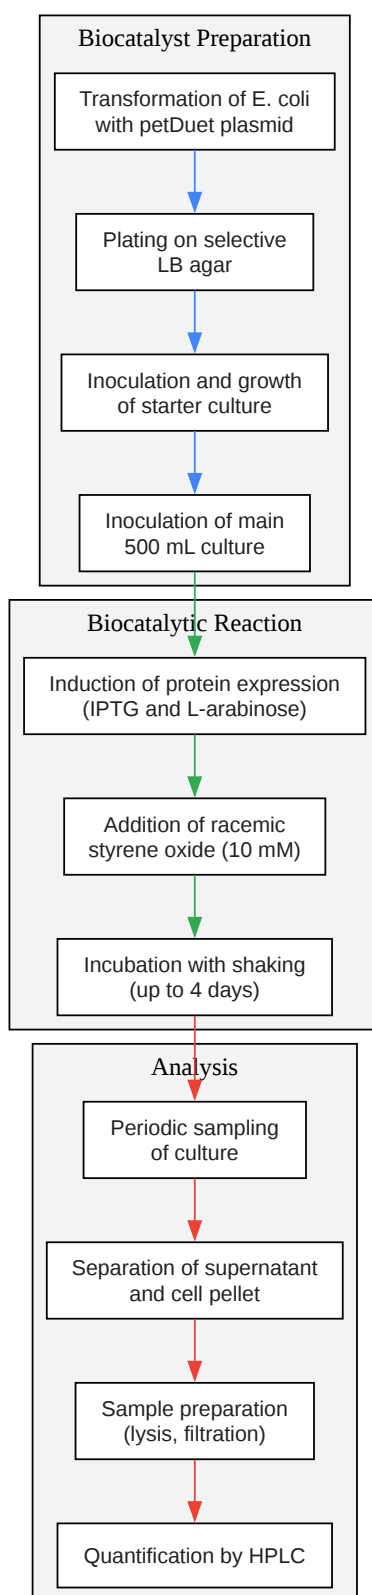 Biocatalyst Preparation
Transformation of E. coli
with petDuet plasmid
Plating on selective
LB agar
Inoculation and growth
of starter culture
Inoculation of main
500 mL culture
Biocatalytic Reaction
Induction of protein expression
(IPTG and L-arabinose)
Addition of racemic
styrene oxide (10 mM)
Incubation with shaking
(up to 4 days)
Analysis
Periodic sampling
of culture
Separation of supernatant
and cell pellet
Sample preparation
(lysis, filtration)
Quantification by HPLC